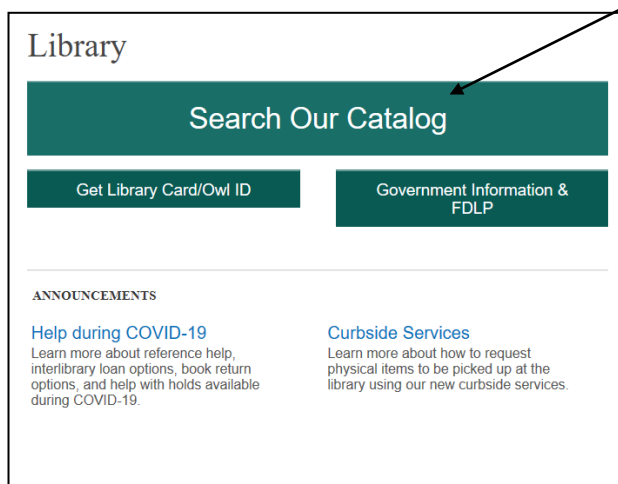 Library
Search Our Catalog
Get Library Card/Owl ID
Government Information &
FDLP
ANNOUNCEMENTS
Help during COVID-19
Learn more about reference help,
interlibrary loan options, book return
options, and help with holds available
during COVID-19.
Curbside Services
Learn more about how to request
physical items to be picked up at the
library using our new curbside services.